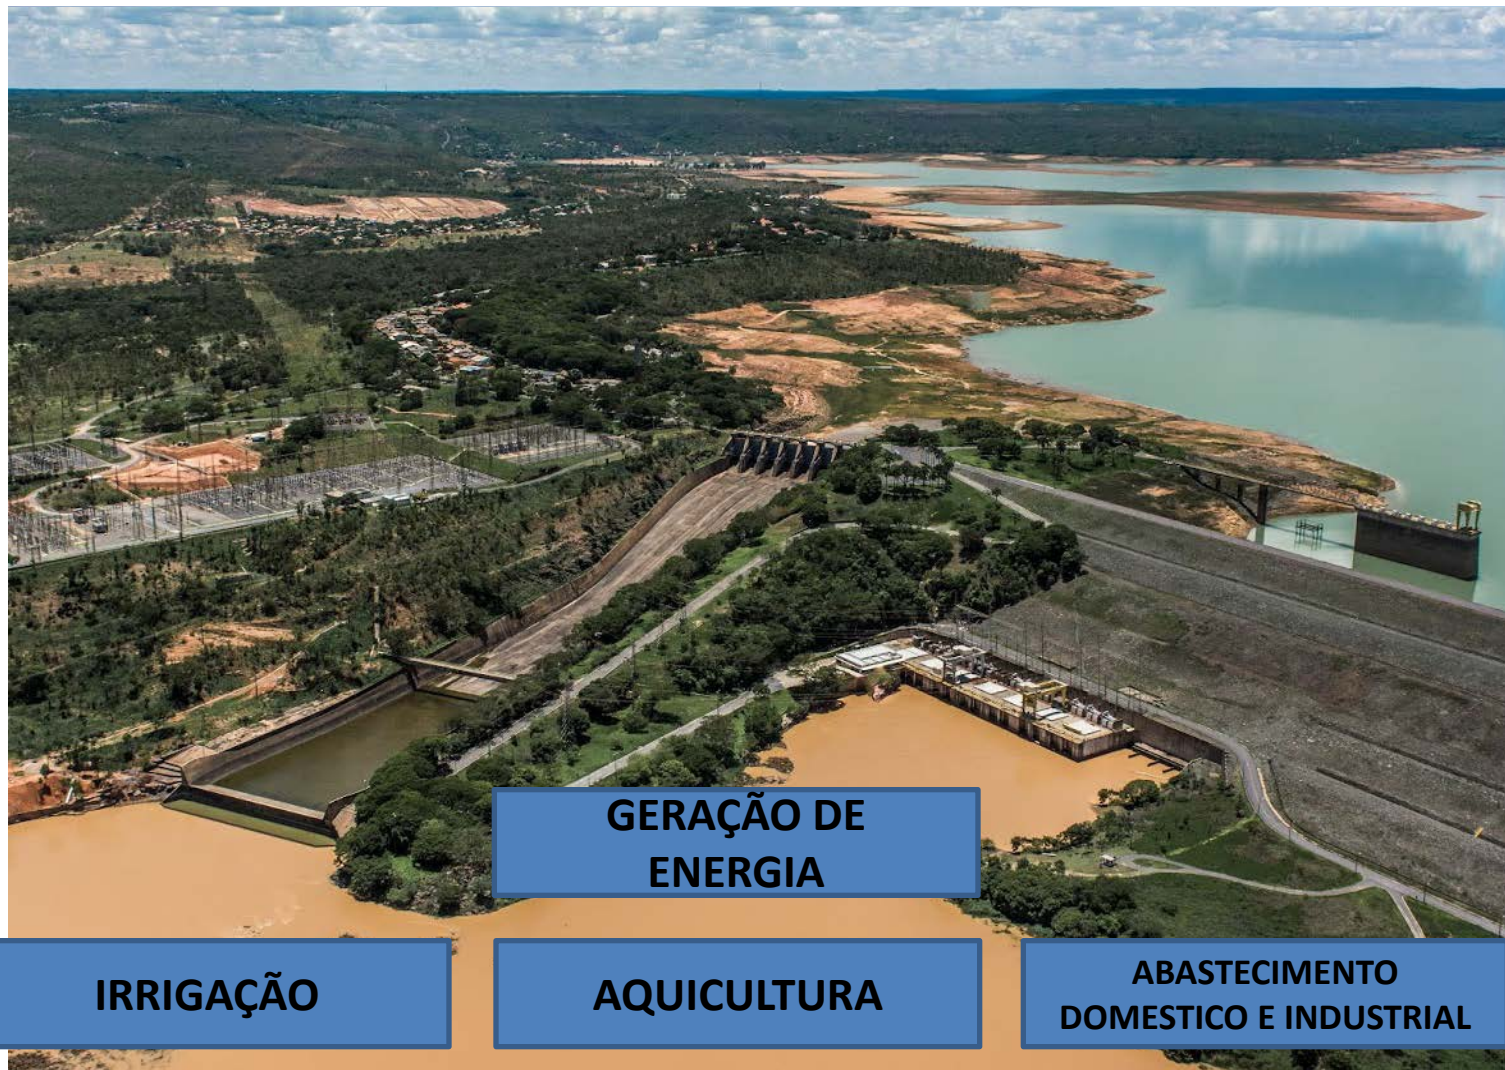 GERAÇÃO DE
ENERGIA
IRRIGAÇÃO
AQUICULTURA
ABASTECIMENTO
DOMESTICO E INDUSTRIAL